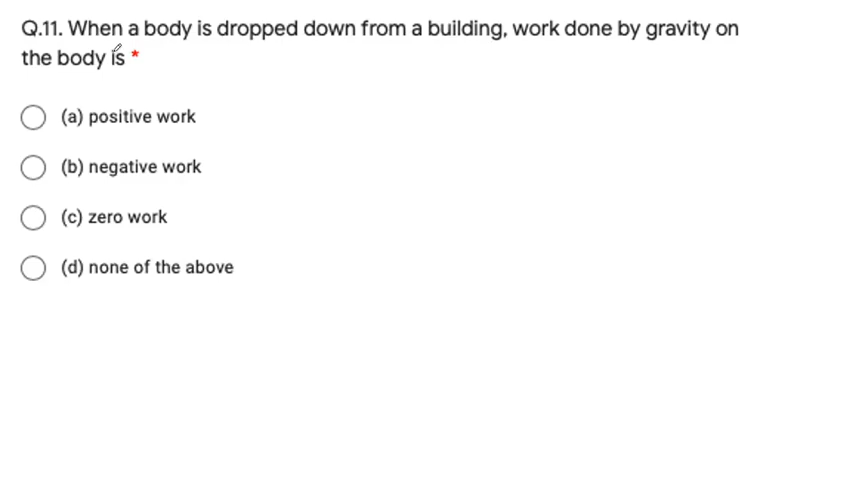 Q.11. When a body is dropped down from a building, work done by gravity on
the body is *
(a) positive work
(b) negative work
(c) zero work
(d) none of the above